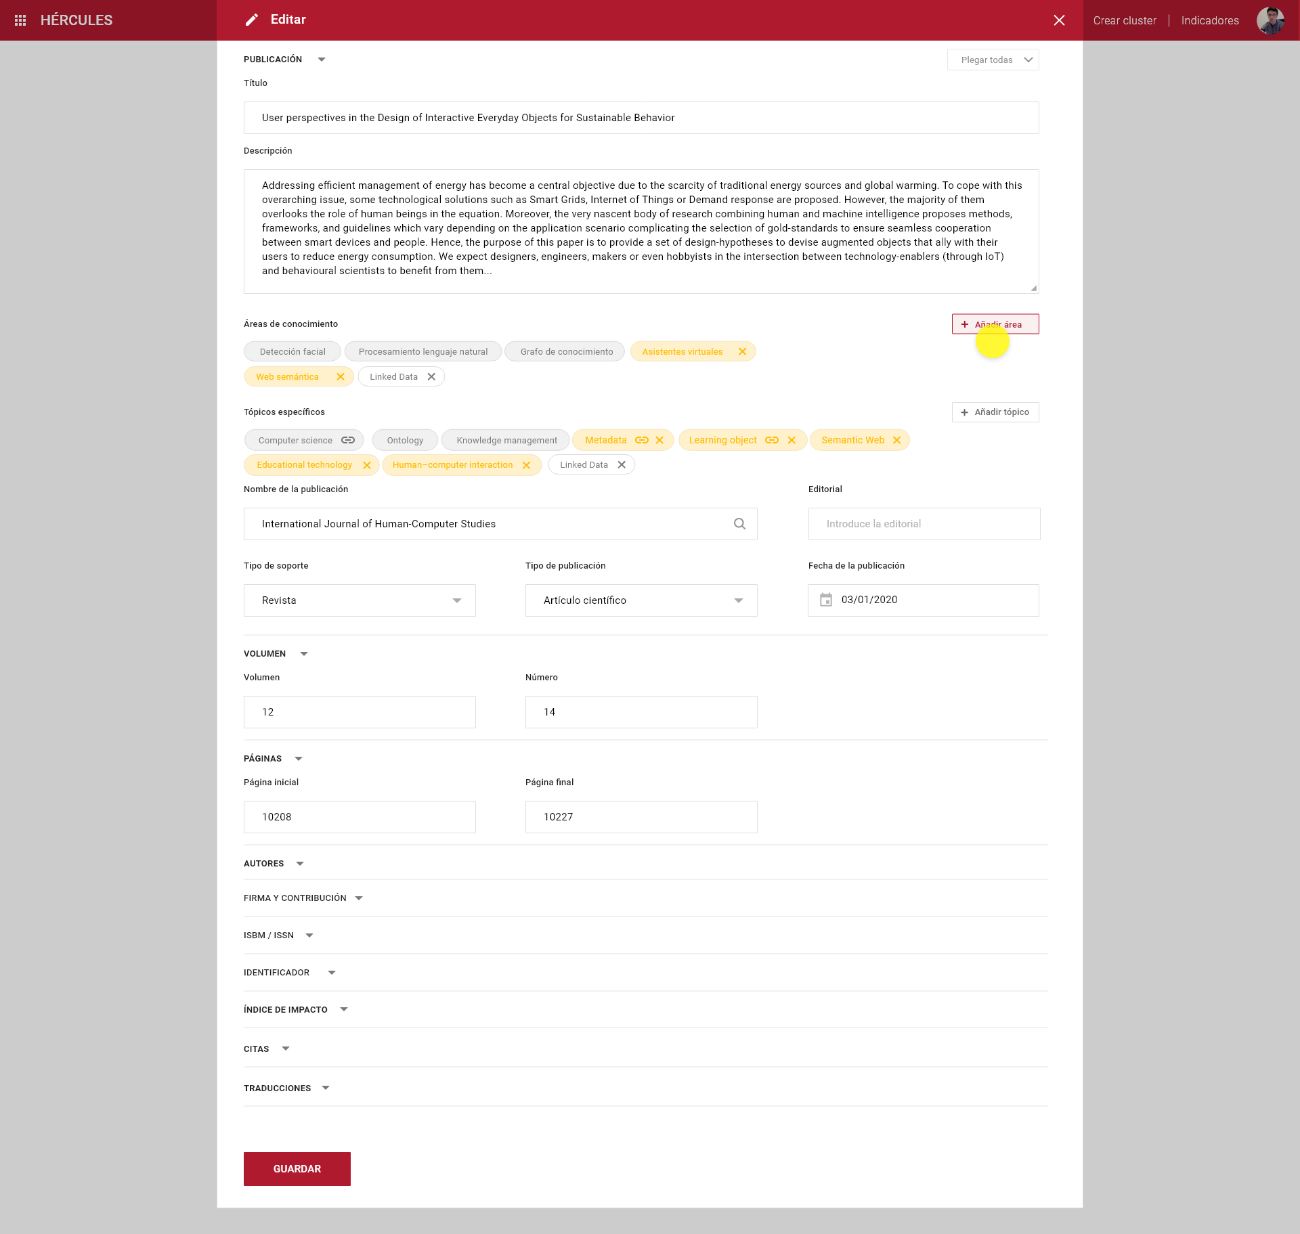 HÉRCULES
Editar
Crear cluster | Indicadores
PUBLICACIÓN
Plegar todas
Título
User perspectives in the Design of Interactive Everyday Objects for Sustainable Behavior
Descripción
Addressing efficient management of energy has become a central objective due to the scarcity of traditional energy sources and global warming. To cope with this
overarching issue, some technological solutions such as Smart Grids, Internet of Things or Demand response are proposed. However, the majority of them
overlooks the role of human beings in the equation. Moreover, the very nascent body of research combining human and machine intelligence proposes methods,
frameworks, and guidelines which vary depending on the application scenario complicating the selection of gold-standards to ensure seamless cooperation
between smart devices and people. Hence, the purpose of this paper is to provide a set of design-hypotheses to devise augmented objects that ally with their
users to reduce energy consumption. We expect designers, engineers, makers or even hobbyists in the intersection between technology-enablers (through IoT)
and behavioural scientists to benefit from them...
Áreas de conocimiento
+ Añadir área
Detección facial
Procesamiento lenguaje natural
Grafo de conocimiento
Asistentes virtuales
Web semántica
Linked Data
Tópicos específicos
+ Añadir tópico
Computer science
Ontology
Knowledge management
Metadata
Learning object
Semantic Web
Educational technology
Human–computer interaction
Linked Data
Nombre de la publicación
Editorial
International Journal of Human-Computer Studies
Introduce la editorial
Tipo de soporte
Tipo de publicación
Fecha de la publicación
Revista
Artículo científico
03/01/2020
VOLUMEN
Volumen
Número
12
14
PÁGINAS
Página inicial
Página final
10208
10227
AUTORES
FIRMA Y CONTRIBUCIÓN
ISBM / ISSN
IDENTIFICADOR
ÍNDICE DE IMPACTO
CITAS
TRADUCCIONES
GUARDAR